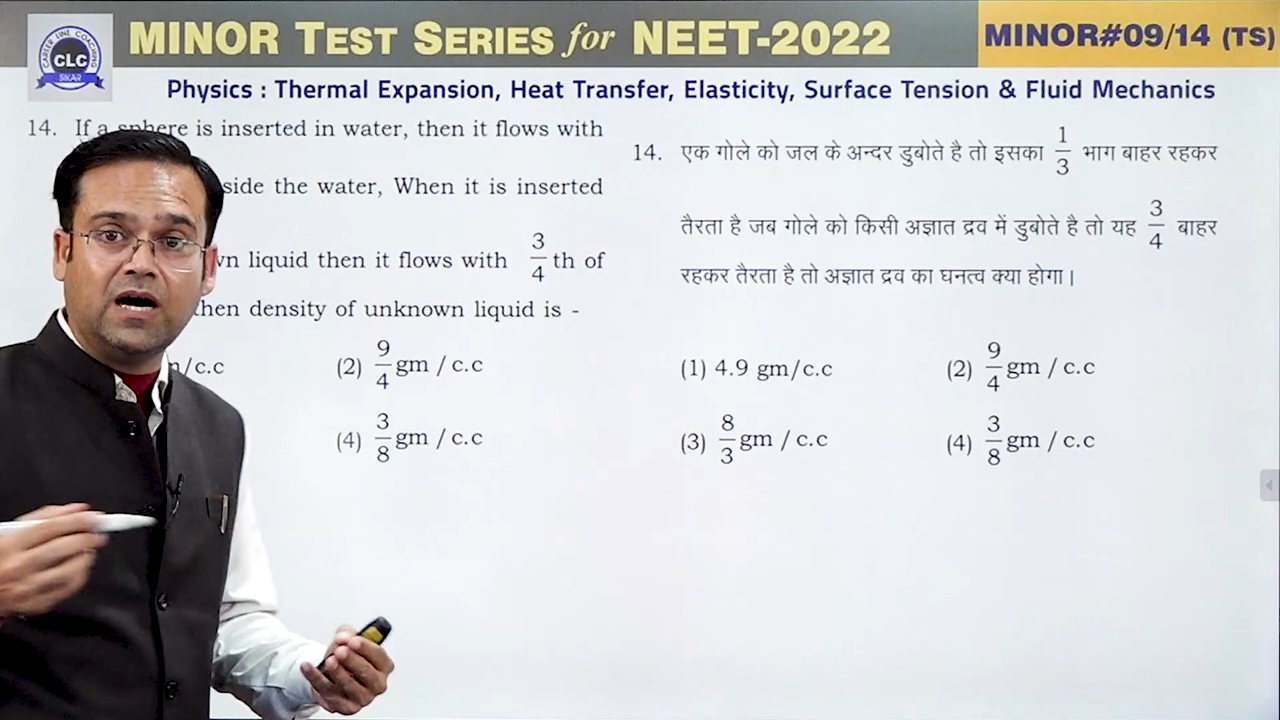 CAREER LINE COACHING
CLC
SIKAR
MINOR TEST SERIES for NEET-2022
MINOR#09/14 (TS)
Physics : Thermal Expansion, Heat Transfer, Elasticity, Surface Tension & Fluid Mechanics
14. If a sphere is inserted in water, then it flows with
side the water, When it is inserted
wn liquid then it flows with 3/4 th of
then density of unknown liquid is -
m/c.c
(2) 9/4 gm / c.c
(4) 3/8 gm / c.c
14. एक गोले को जल के अन्दर डुबोते है तो इसका 1/3 भाग बाहर रहकर
तैरता है जब गोले को किसी अज्ञात द्रव में डुबोते है तो यह 3/4 बाहर
रहकर तैरता है तो अज्ञात द्रव का घनत्व क्या होगा।
(1) 4.9 gm/c.c
(2) 9/4 gm / c.c
(3) 8/3 gm / c.c
(4) 3/8 gm / c.c